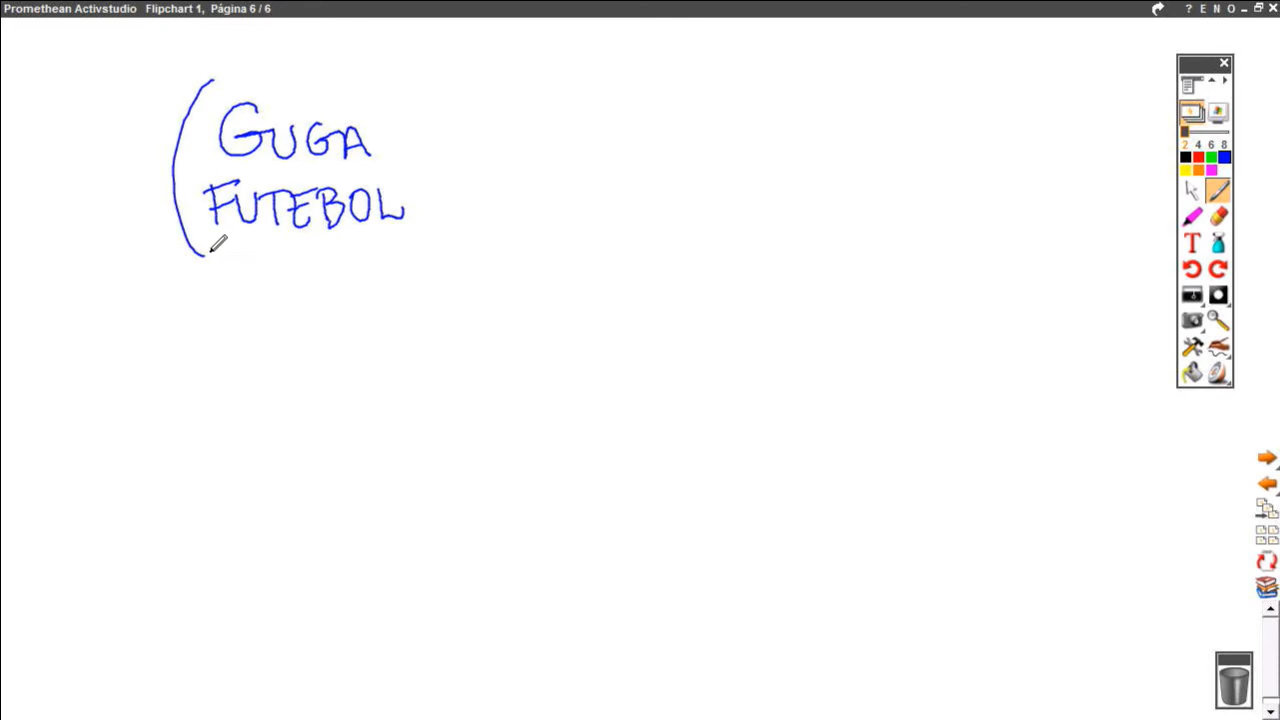 Promethean Activstudio Flipchart 1, Página 6 / 6
? E N O
GUGA
FUTEBOL
2 4 6 8
T